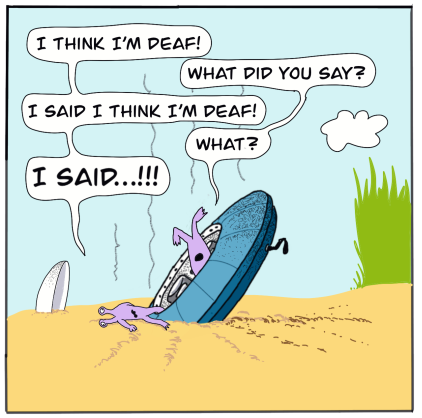 I THINK I'M DEAF!
WHAT DID YOU SAY?
I SAID I THINK I'M DEAF!
WHAT?
I SAID...!!!